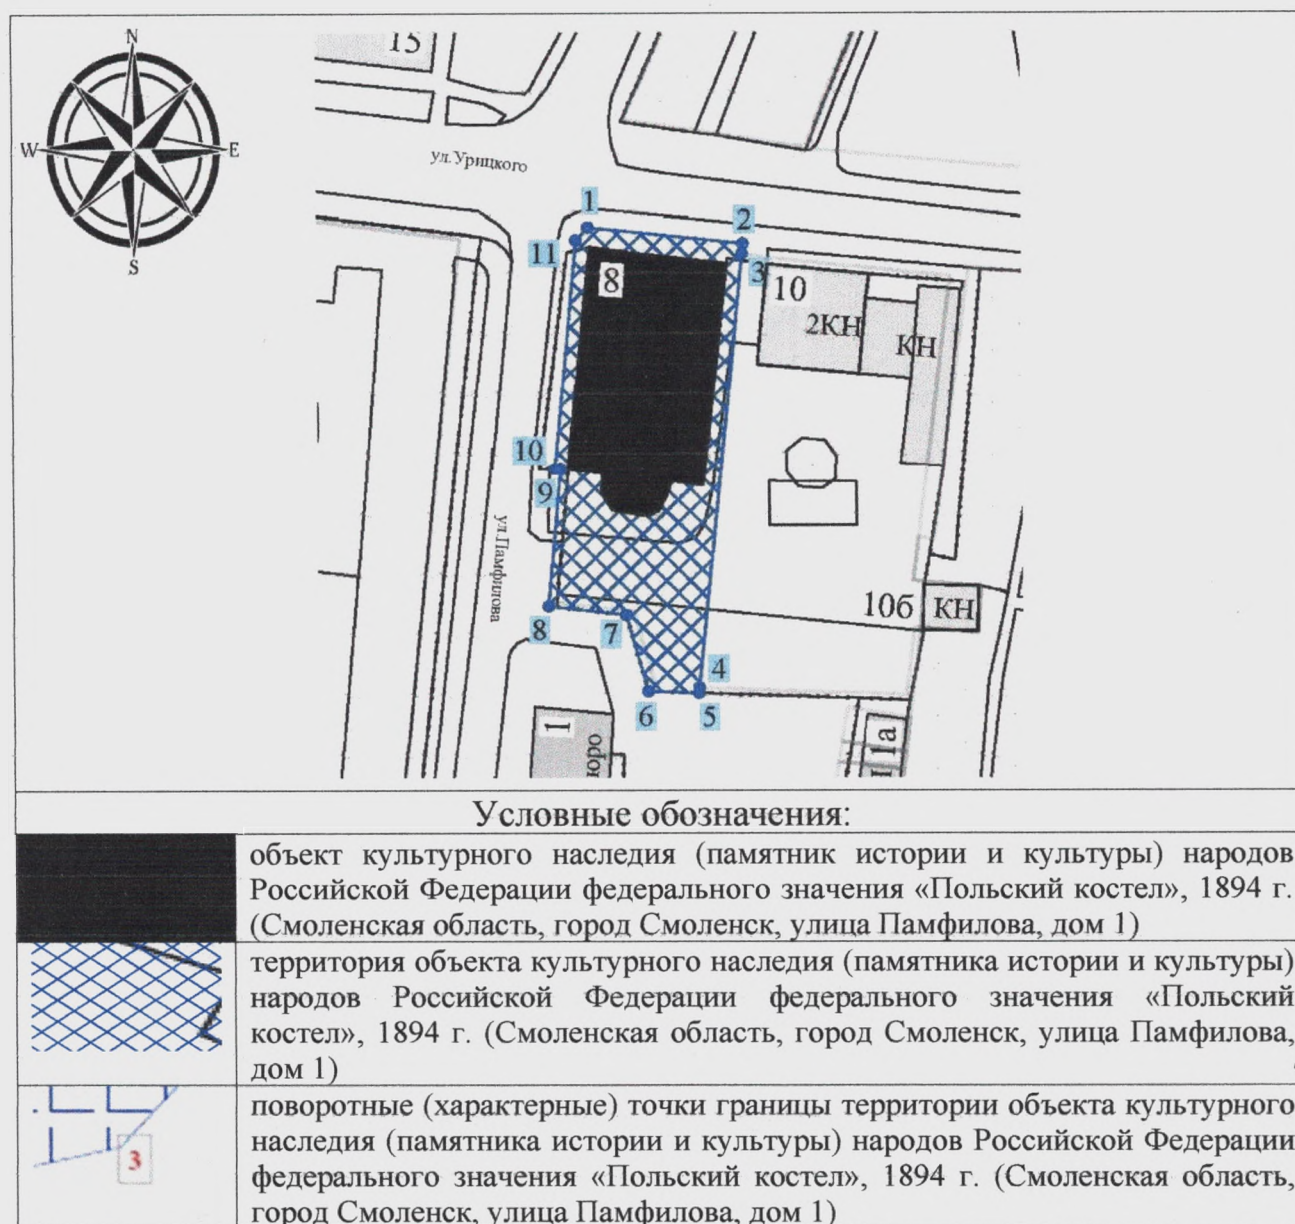 N
W
E
S
15
ул. Урицкого
1
2
11
3
8
10
2КН
КН
10
9
ул.Памфилова
10б
КН
8
7
4
6
5
1
юро
1а
Условные обозначения:
объект культурного наследия (памятник истории и культуры) народов
Российской Федерации федерального значения «Польский костел», 1894 г.
(Смоленская область, город Смоленск, улица Памфилова, дом 1)
территория объекта культурного наследия (памятника истории и культуры)
народов Российской Федерации федерального значения «Польский
костел», 1894 г. (Смоленская область, город Смоленск, улица Памфилова,
дом 1)
3
поворотные (характерные) точки границы территории объекта культурного
наследия (памятника истории и культуры) народов Российской Федерации
федерального значения «Польский костел», 1894 г. (Смоленская область,
город Смоленск, улица Памфилова, дом 1)